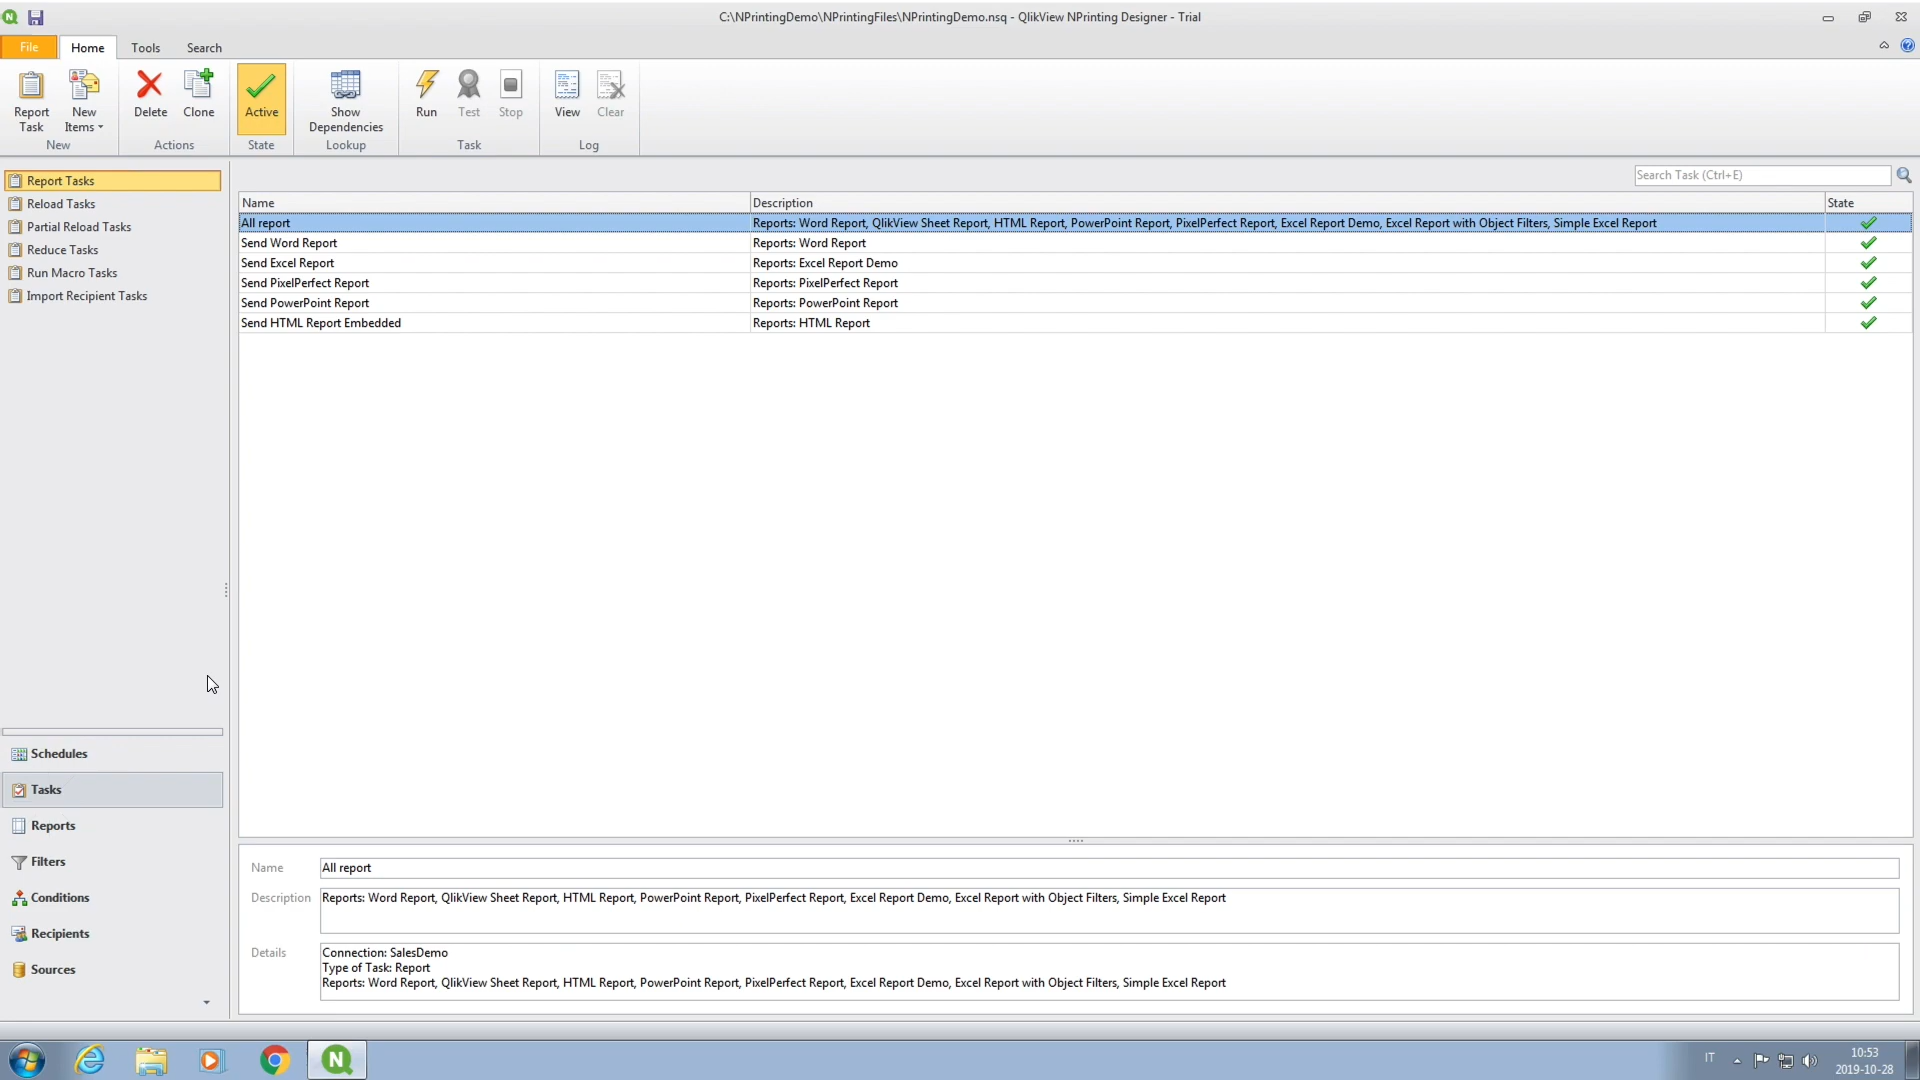 C:\NPrintingDemo\NPrintingFiles\NPrintingDemo.nsq - QlikView NPrinting Designer - Trial
File Home Tools Search
Report Task
New Items
New
Delete
Clone
Actions
Active
State
Show Dependencies
Lookup
Run
Test
Stop
Task
View
Clear
Log
Report Tasks
Reload Tasks
Partial Reload Tasks
Reduce Tasks
Run Macro Tasks
Import Recipient Tasks
Search Task (Ctrl+E)
Name Description State
All report Reports: Word Report, QlikView Sheet Report, HTML Report, PowerPoint Report, PixelPerfect Report, Excel Report Demo, Excel Report with Object Filters, Simple Excel Report
Send Word Report Reports: Word Report
Send Excel Report Reports: Excel Report Demo
Send PixelPerfect Report Reports: PixelPerfect Report
Send PowerPoint Report Reports: PowerPoint Report
Send HTML Report Embedded Reports: HTML Report
Schedules
Tasks
Reports
Filters
Conditions
Recipients
Sources
Name All report
Description Reports: Word Report, QlikView Sheet Report, HTML Report, PowerPoint Report, PixelPerfect Report, Excel Report Demo, Excel Report with Object Filters, Simple Excel Report
Details Connection: SalesDemo
Type of Task: Report
Reports: Word Report, QlikView Sheet Report, HTML Report, PowerPoint Report, PixelPerfect Report, Excel Report Demo, Excel Report with Object Filters, Simple Excel Report
IT
10:53
2019-10-28